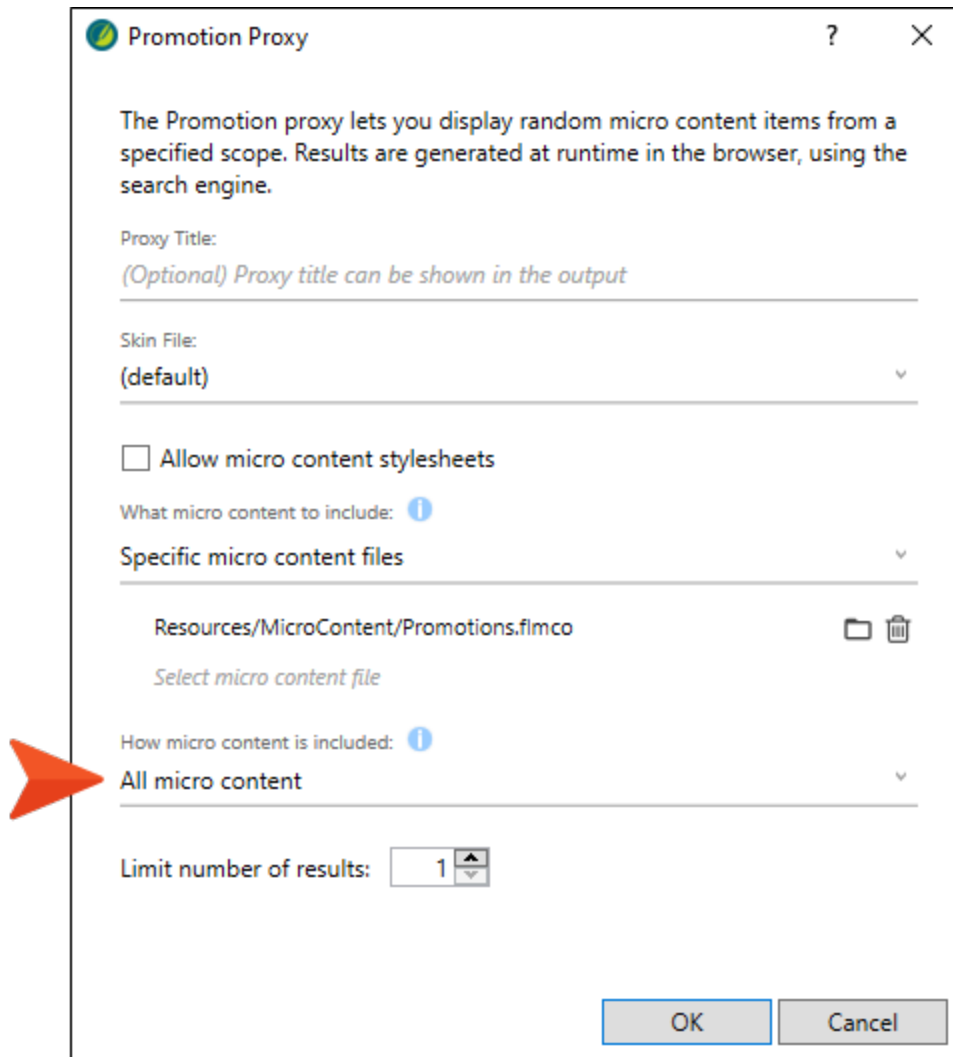 Promotion Proxy ?
The Promotion proxy lets you display random micro content items from a
specified scope. Results are generated at runtime in the browser, using the
search engine.
Proxy Title:
(Optional) Proxy title can be shown in the output
Skin File:
(default)
Allow micro content stylesheets
What micro content to include:
Specific micro content files
Resources/MicroContent/Promotions.flmco
Select micro content file
How micro content is included:
All micro content
Limit number of results: 1
OK Cancel